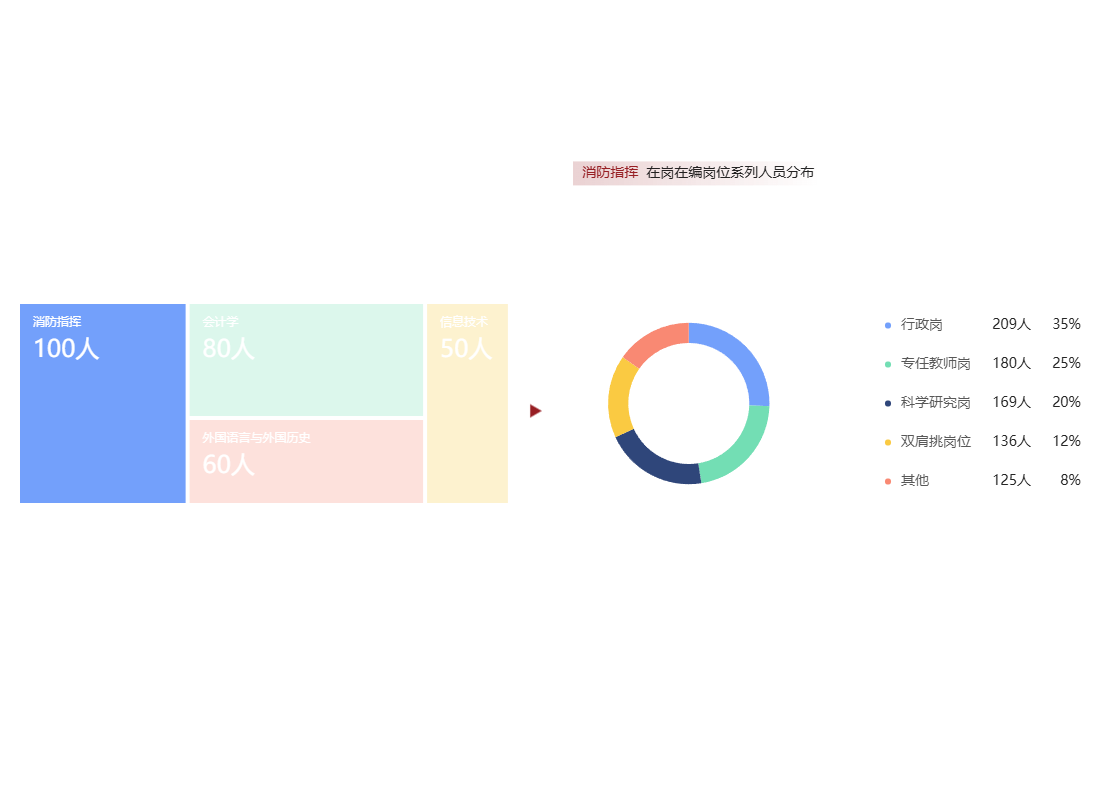 消防指挥 在岗在编岗位系列人员分布
消防指挥
100人
会计学
80人
外国语言与外国历史
60人
信息技术
50人
行政岗 209人 35%
专任教师岗 180人 25%
科学研究岗 169人 20%
双肩挑岗位 136人 12%
其他 125人 8%